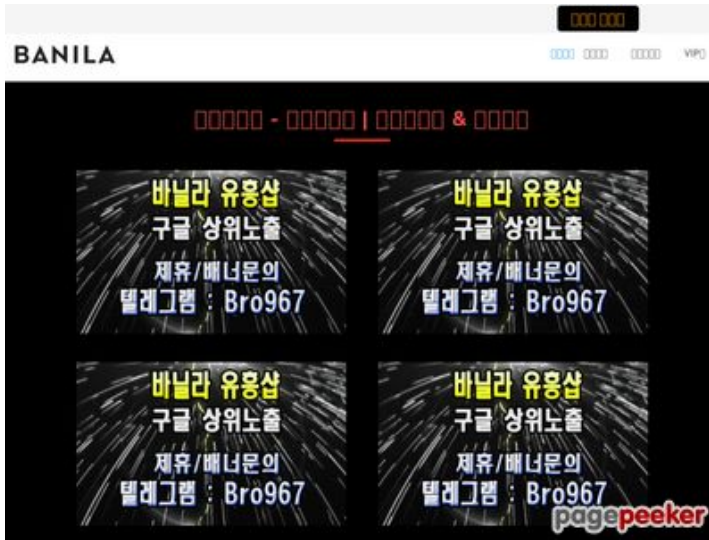 BANILA
VIP
-
|
&
바닐라 유흥샵
구글 상위노출
제휴/배너문의
텔레그램 : Bro967
바닐라 유흥샵
구글 상위노출
제휴/배너문의
텔레그램 : Bro967
바닐라 유흥샵
구글 상위노출
제휴/배너문의
텔레그램 : Bro967
바닐라 유흥샵
구글 상위노출
제휴/배너문의
텔레그램 : Bro967
pagepeeker